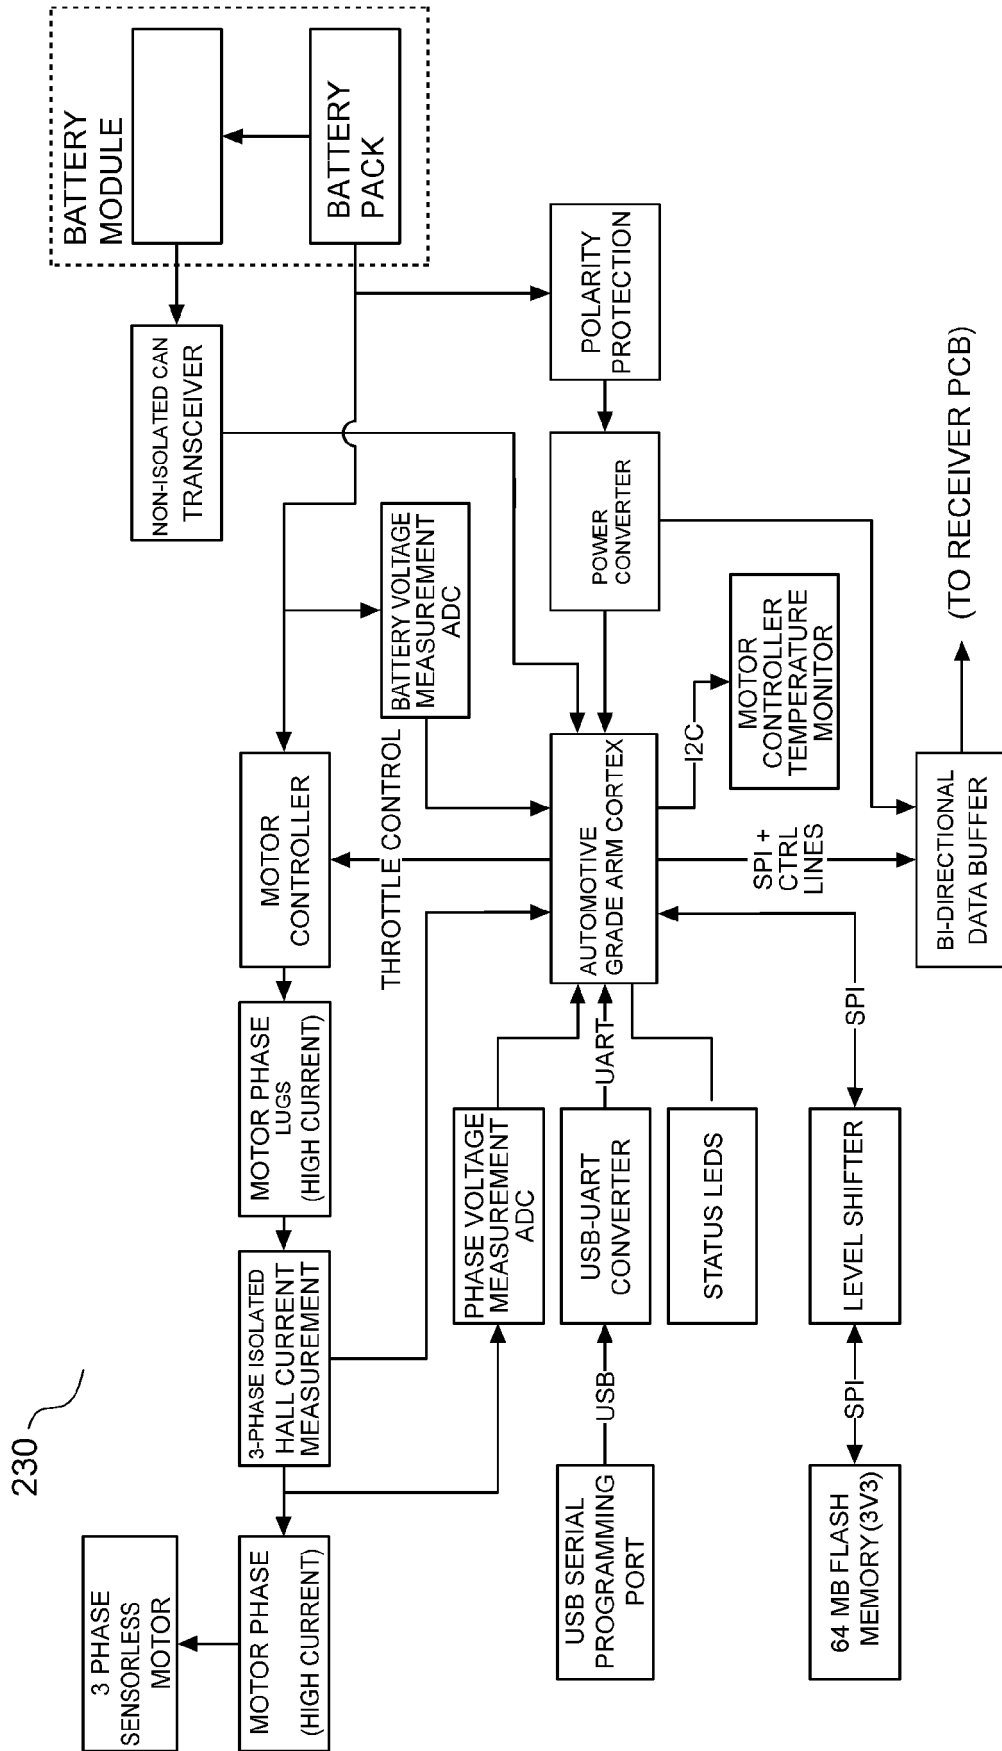 230
3 PHASE
SENSORLESS
MOTOR
MOTOR PHASE
(HIGH CURRENT)
3-PHASE ISOLATED
HALL CURRENT
MEASUREMENT
MOTOR PHASE
LUGS
(HIGH CURRENT)
MOTOR
CONTROLLER
NON-ISOLATED CAN
TRANSCEIVER
BATTERY
MODULE
BATTERY
PACK
THROTTLE CONTROL
BATTERY VOLTAGE
MEASUREMENT
ADC
PHASE VOLTAGE
MEASUREMENT
ADC
USB SERIAL
PROGRAMMING
PORT
USB
USB-UART
CONVERTER
UART
AUTOMOTIVE
GRADE ARM CORTEX
POWER
CONVERTER
POLARITY
PROTECTION
STATUS LEDS
I2C
MOTOR
CONTROLLER
TEMPERATURE
MONITOR
SPI +
CTRL
LINES
64 MB FLASH
MEMORY(3V3)
SPI
LEVEL SHIFTER
SPI
BI-DIRECTIONAL
DATA BUFFER
(TO RECEIVER PCB)